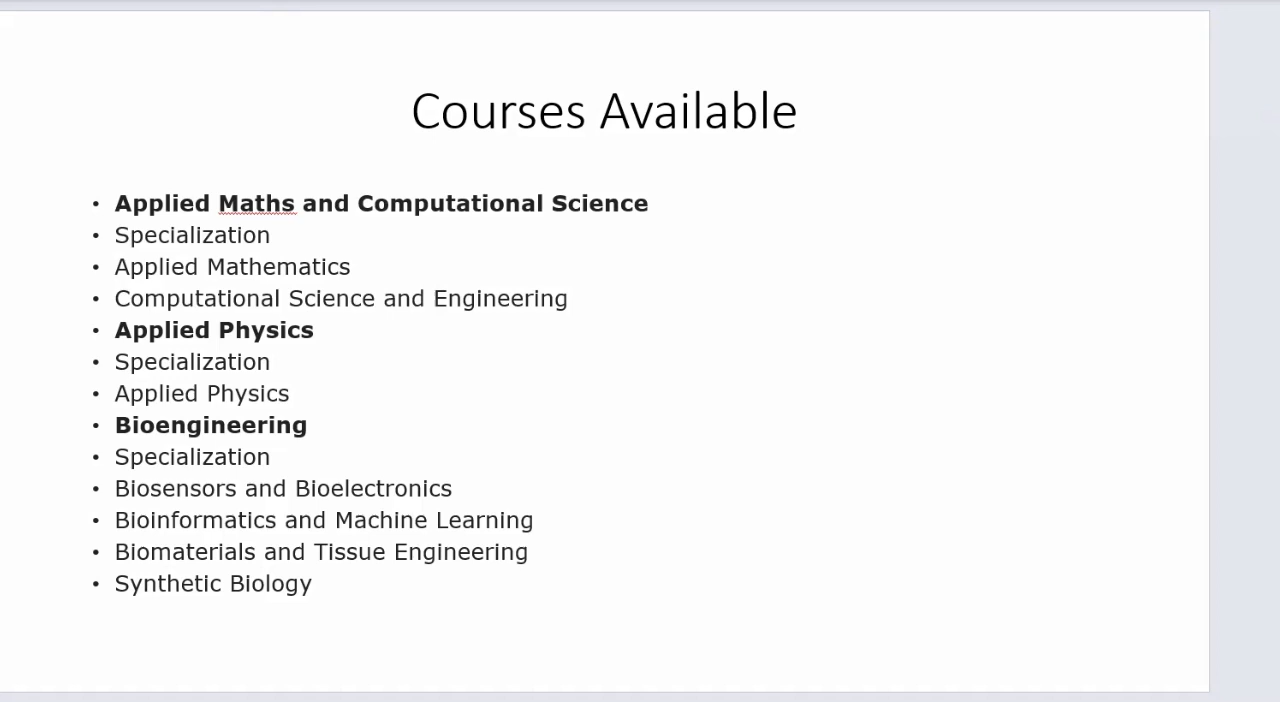 Courses Available
• Applied Maths and Computational Science
• Specialization
• Applied Mathematics
• Computational Science and Engineering
• Applied Physics
• Specialization
• Applied Physics
• Bioengineering
• Specialization
• Biosensors and Bioelectronics
• Bioinformatics and Machine Learning
• Biomaterials and Tissue Engineering
• Synthetic Biology